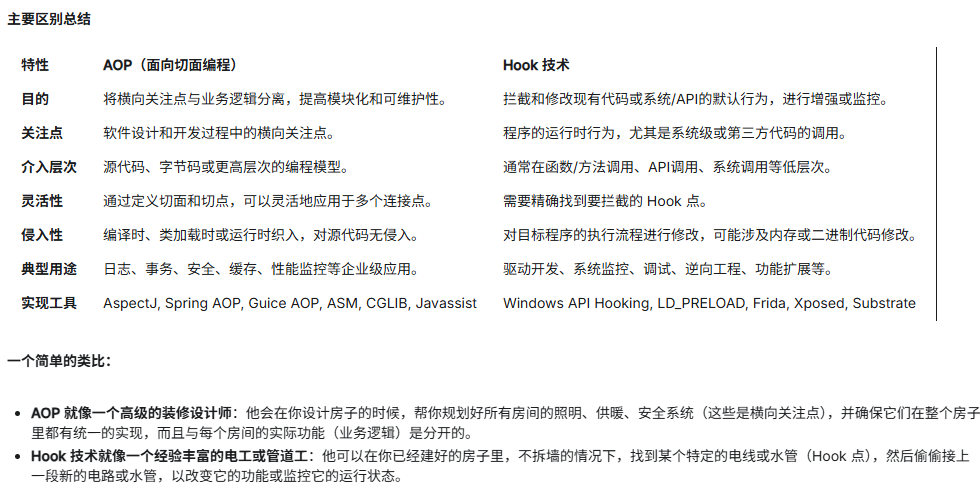 主要区别总结
特性 AOP（面向切面编程） Hook 技术
目的 将横向关注点与业务逻辑分离，提高模块化和可维护性。 拦截和修改现有代码或系统/API的默认行为，进行增强或监控。
关注点 软件设计和开发过程中的横向关注点。 程序的运行时行为，尤其是系统级或第三方代码的调用。
介入层次 源代码、字节码或更高层次的编程模型。 通常在函数/方法调用、API调用、系统调用等低层次。
灵活性 通过定义切面和切点，可以灵活地应用于多个连接点。 需要精确找到要拦截的 Hook 点。
侵入性 编译时、类加载时或运行时织入，对源代码无侵入。 对目标程序的执行流程进行修改，可能涉及内存或二进制代码修改。
典型用途 日志、事务、安全、缓存、性能监控等企业级应用。 驱动开发、系统监控、调试、逆向工程、功能扩展等。
实现工具 AspectJ, Spring AOP, Guice AOP, ASM, CGLIB, Javassist Windows API Hooking, LD_PRELOAD, Frida, Xposed, Substrate
一个简单的类比：
• AOP 就像一个高级的装修设计师：他会在你设计房子的时候，帮你规划好所有房间的照明、供暖、安全系统（这些是横向关注点），并确保它们在整个房子
里都有统一的实现，而且与每个房间的实际功能（业务逻辑）是分开的。
• Hook 技术就像一个经验丰富的电工或管道工：他可以在你已经建好的房子里，不拆墙的情况下，找到某个特定的电线或水管（Hook 点），然后偷偷接上
一段新的电路或水管，以改变它的功能或监控它的运行状态。